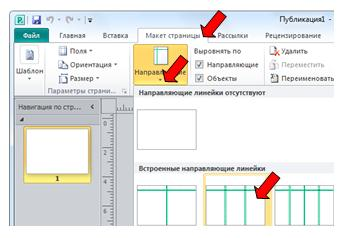 Публикация1 -
Файл Главная Вставка Макет страницы Рассылки Рецензирование
Шаблон
Поля
Ориентация
Размер
Параметры страни...
Направляющие
Выровнять по
Направляющие
Объекты
Удалить
Переместить
Переименовать
Навигация по стр...
1
Направляющие линейки отсутствуют
Встроенные направляющие линейки